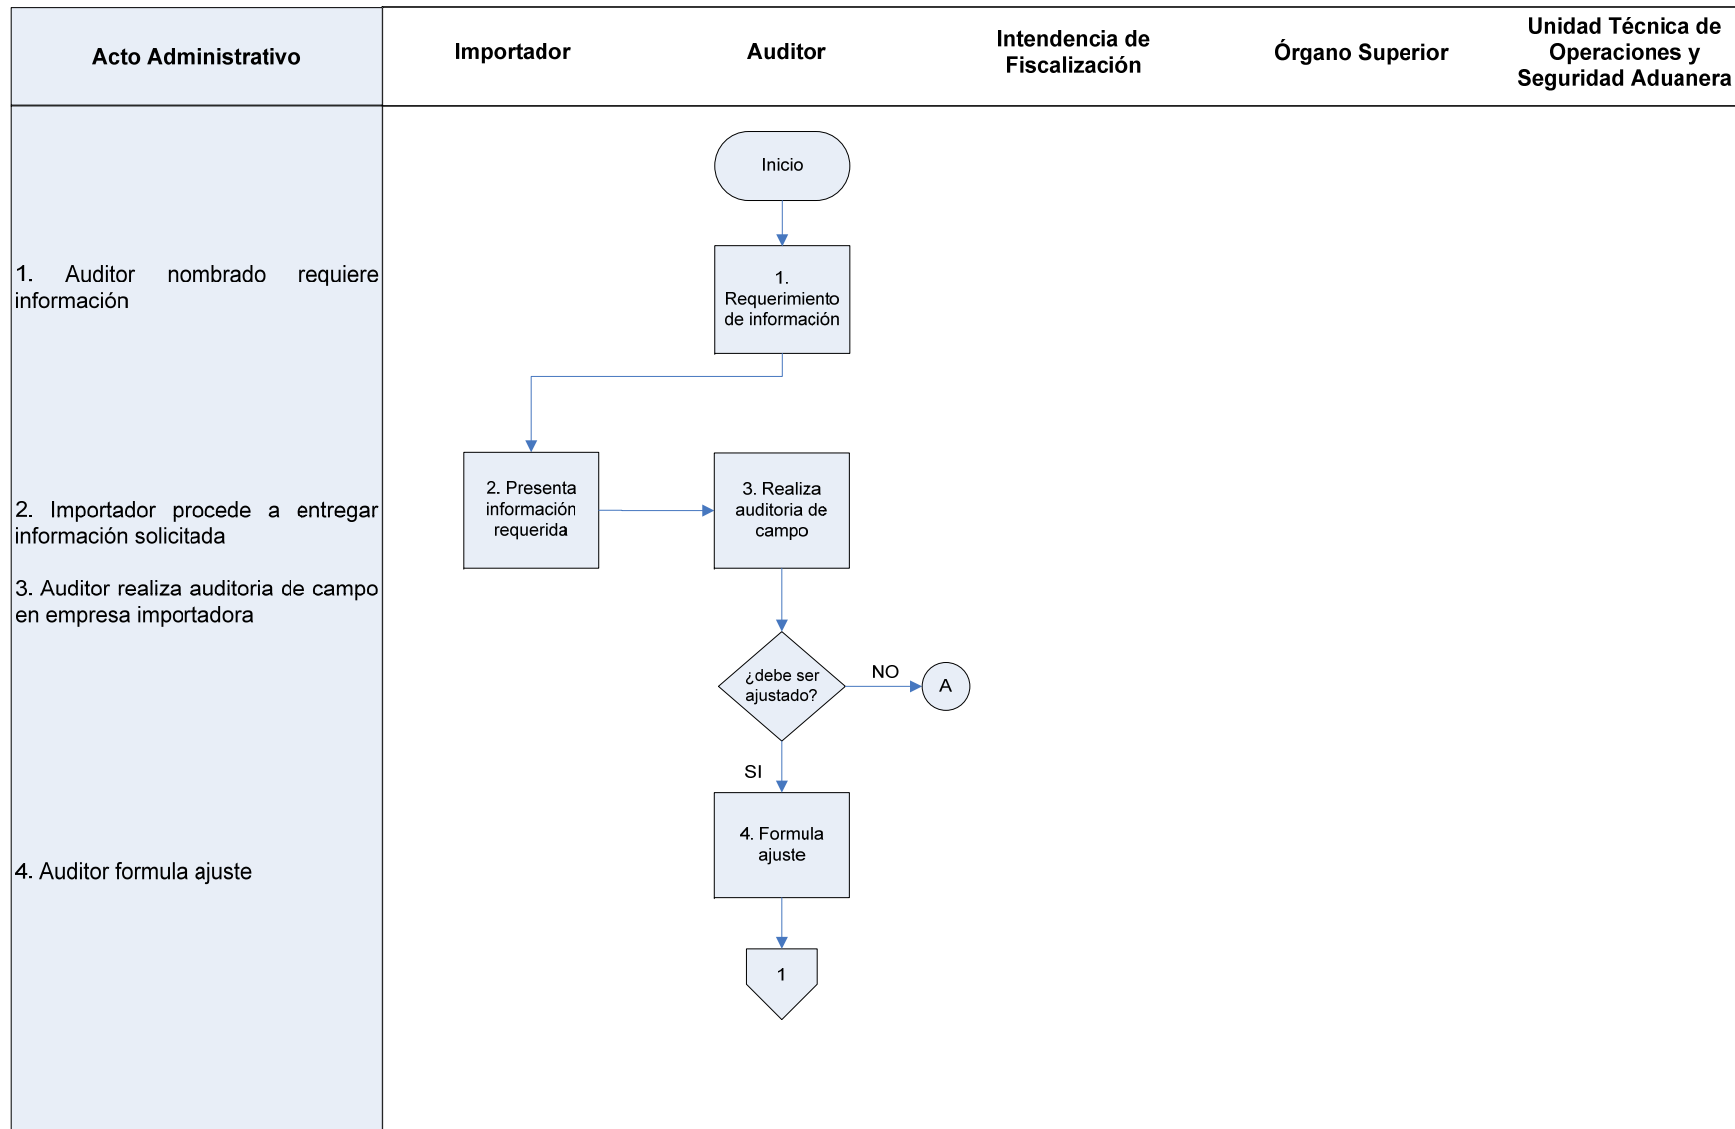 Acto Administrativo
Importador
Auditor
Intendencia de
Fiscalización
Órgano Superior
Unidad Técnica de
Operaciones y
Seguridad Aduanera
Inicio
1. Auditor nombrado requiere
información
1.
Requerimiento
de información
2. Importador procede a entregar
información solicitada
2. Presenta
información
requerida
3. Realiza
auditoria de
campo
3. Auditor realiza auditoria de campo
en empresa importadora
¿debe ser
ajustado?
NO
A
SI
4. Auditor formula ajuste
4. Formula
ajuste
1